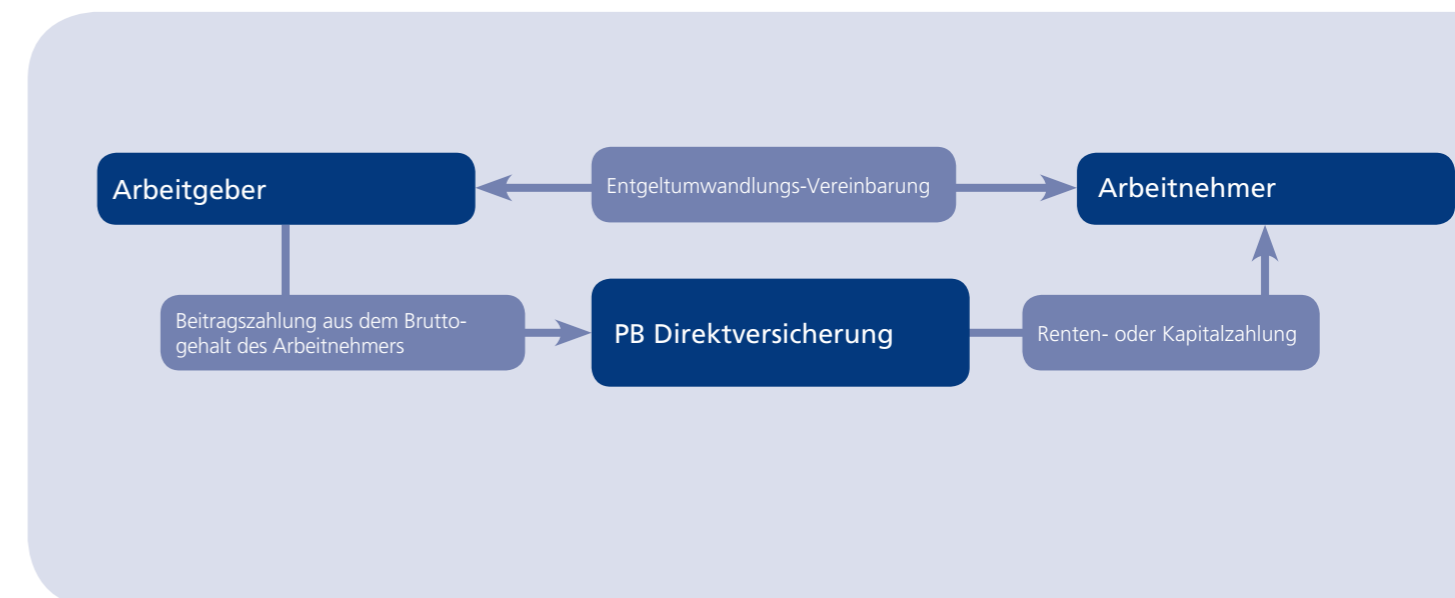 Arbeitgeber
Entgeltumwandlungs-Vereinbarung
Arbeitnehmer
Beitragszahlung aus dem Brutto-
gehalt des Arbeitnehmers
PB Direktversicherung
Renten- oder Kapitalzahlung